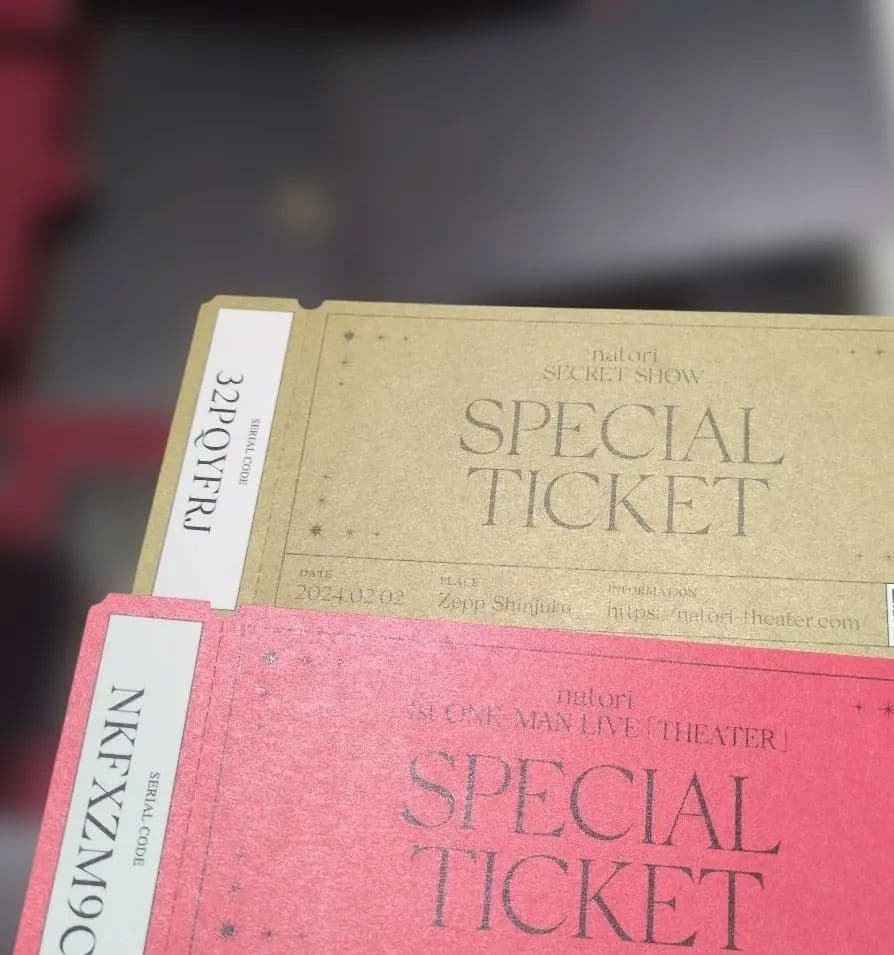 32PQYFRJ
SERIAL CODE
natori
SECRET SHOW
SPECIAL
TICKET
DATE
2024.02.02
PLACE
Zepp Shinjuku
INFORMATION
https://natori-theater.com
NKFXZM9
SERIAL CODE
natori
1st ONE-MAN LIVE「THEATER」
SPECIAL
TICKET